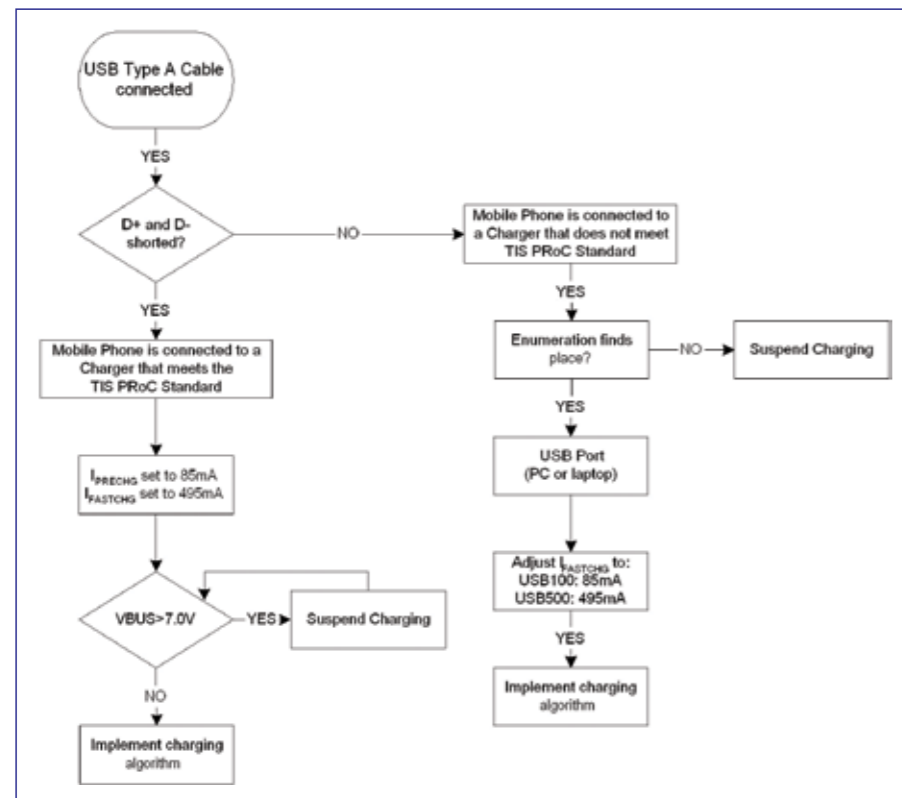 USB Type A Cable
connected
YES
D+ and D-
shorted?
NO
Mobile Phone is connected to
a Charger that does not meet
TIS PRoC Standard
YES
YES
Mobile Phone is connected to a
Charger that meets the
TIS PRoC Standard
Enumeration finds
place?
NO
Suspend Charging
YES
USB Port
(PC or laptop)
IPRECHG set to 85mA
IFASTCHG set to 495mA
Adjust IFASTCHG to:
USB100: 85mA
USB500: 495mA
VBUS>7.0V
YES
Suspend Charging
YES
NO
Implement charging
algorithm
Implement charging
algorithm